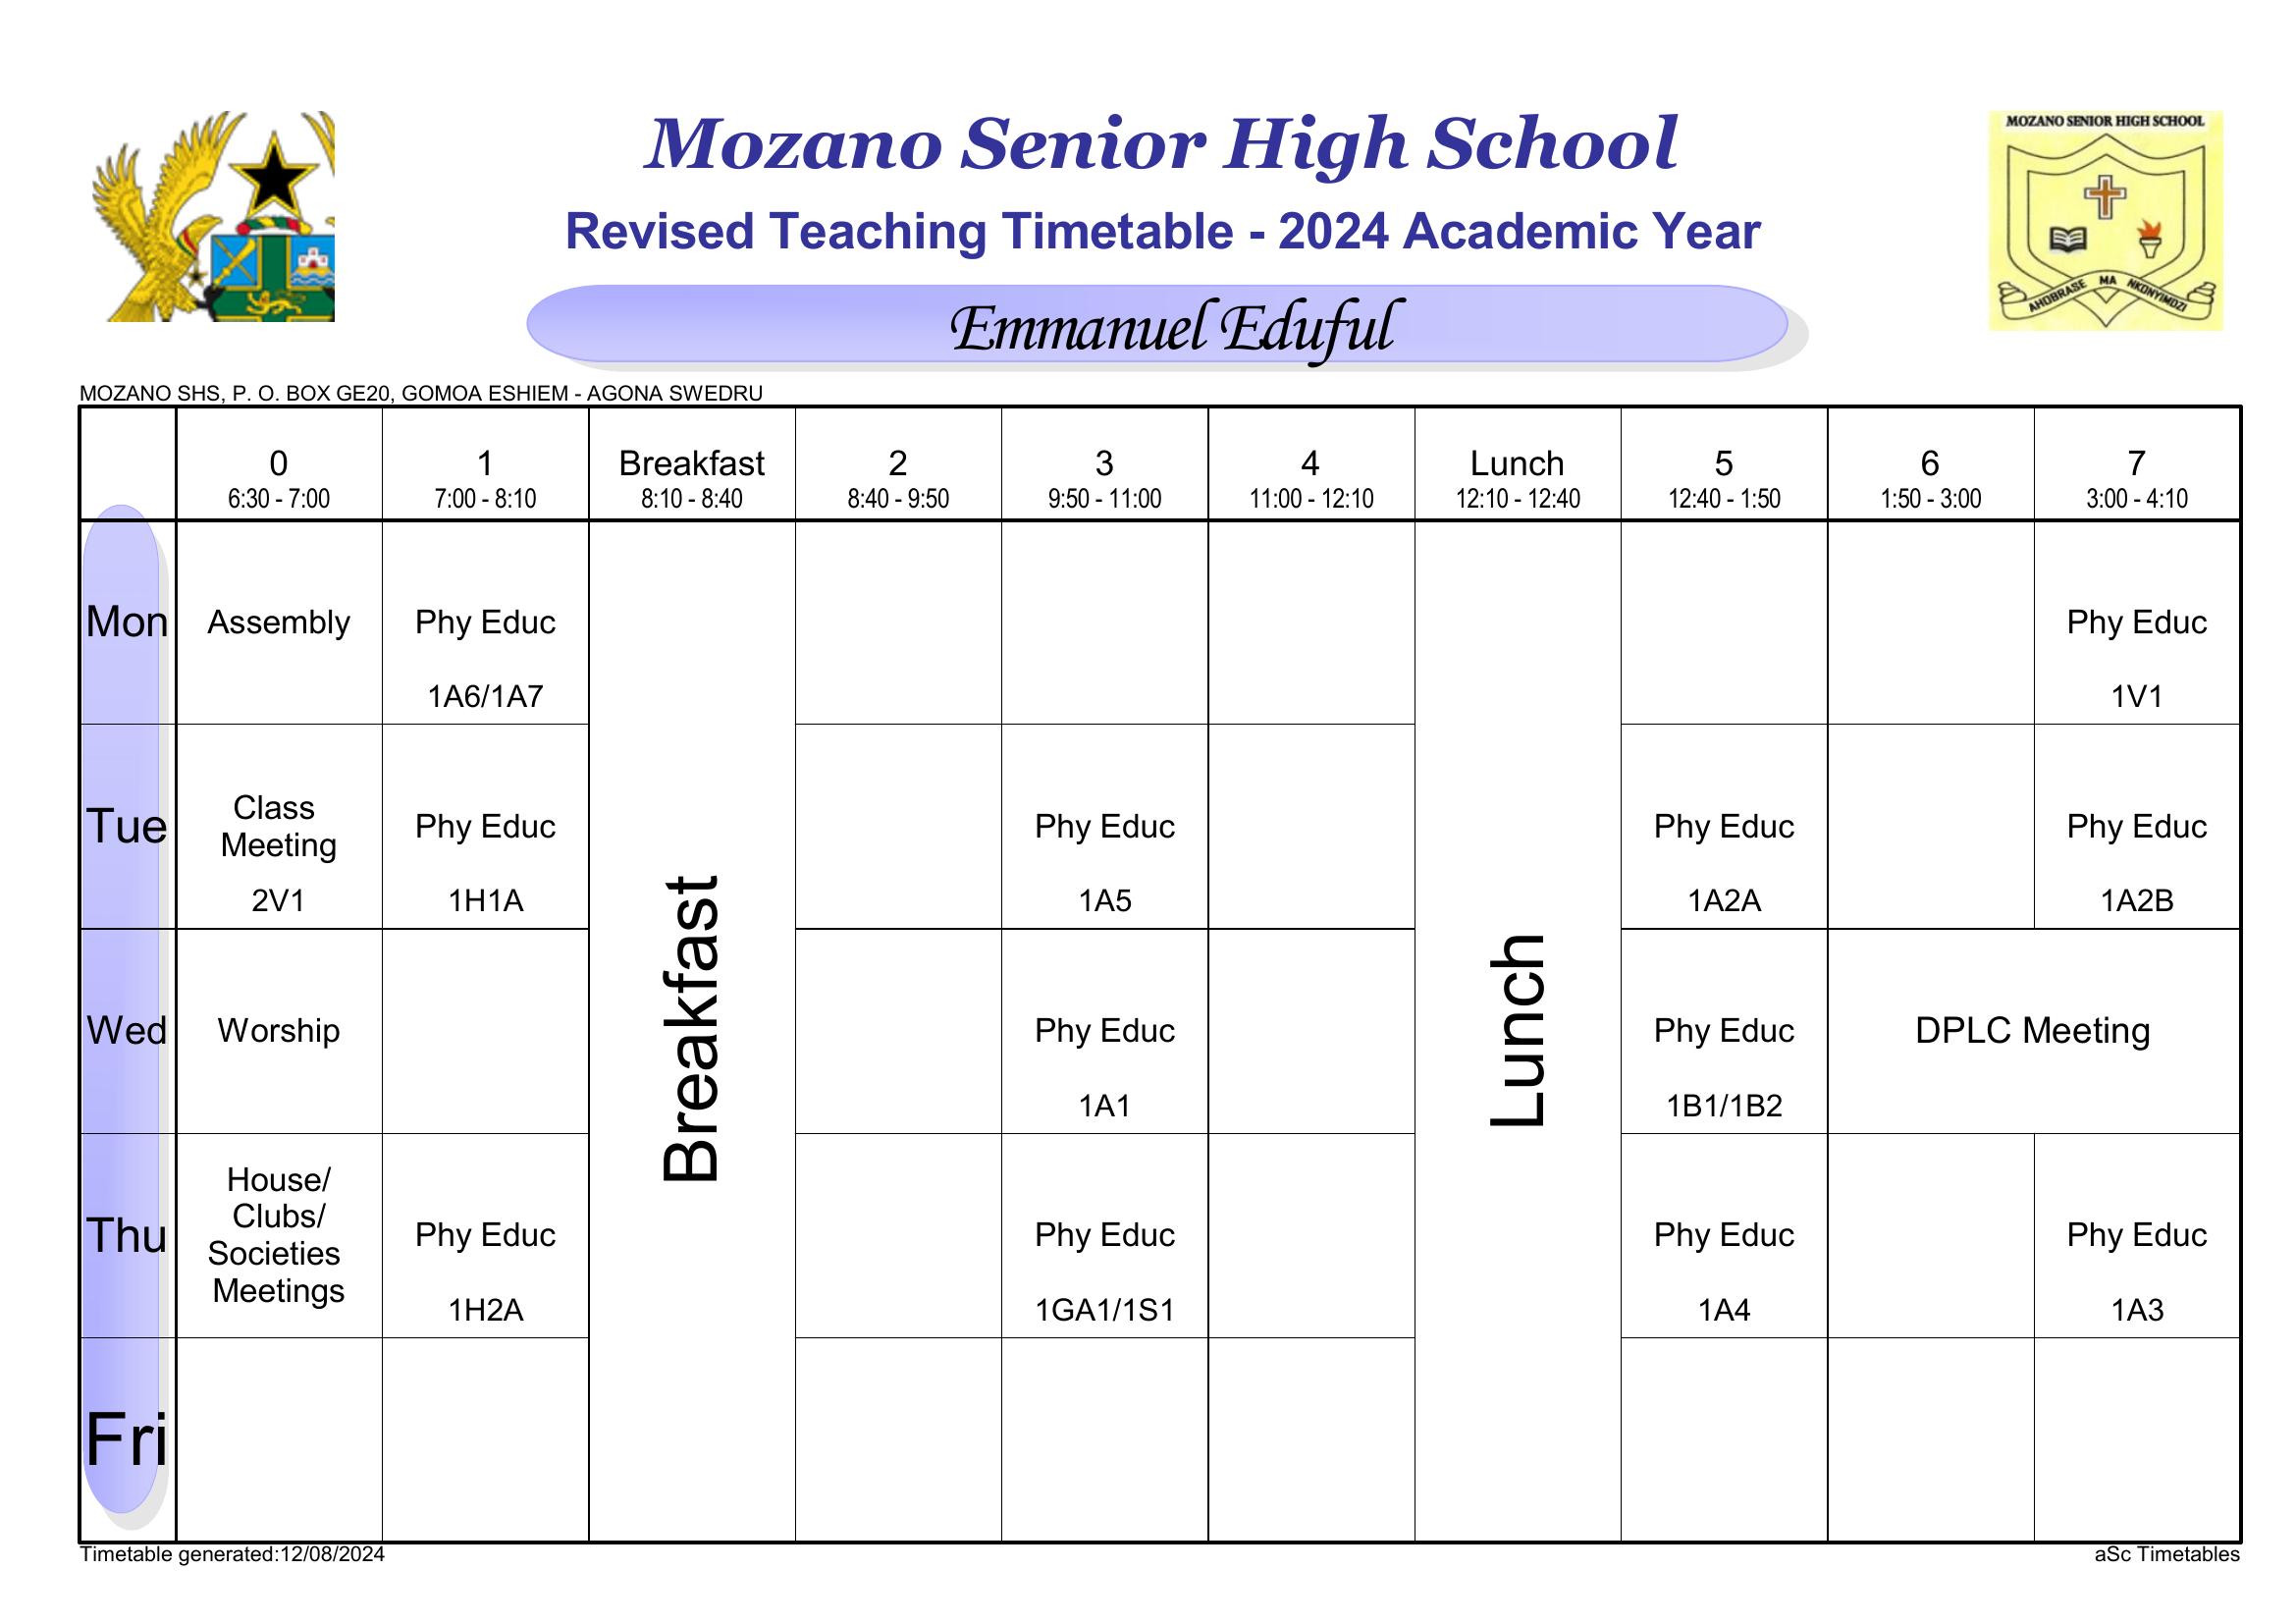 MOZANO SENIOR HIGH SCHOOL
AHOBRASE MA NKONYIMDZI
Mozano Senior High School
Revised Teaching Timetable - 2024 Academic Year
Emmanuel Eduful
MOZANO SHS, P. O. BOX GE20, GOMOA ESHIEM - AGONA SWEDRU
0 1 Breakfast 2 3 4 Lunch 5 6 7
6:30 - 7:00 7:00 - 8:10 8:10 - 8:40 8:40 - 9:50 9:50 - 11:00 11:00 - 12:10 12:10 - 12:40 12:40 - 1:50 1:50 - 3:00 3:00 - 4:10
Mon Assembly Phy Educ Phy Educ
1A6/1A7 1V1
Class
Tue Phy Educ Phy Educ Phy Educ Phy Educ
Meeting
2V1 1H1A 1A5 1A2A 1A2B
Breakfast
Lunch
Wed Worship Phy Educ Phy Educ DPLC Meeting
1A1 1B1/1B2
House/
Clubs/
Thu Phy Educ Phy Educ Phy Educ Phy Educ
Societies
Meetings
1H2A 1GA1/1S1 1A4 1A3
Fri
Timetable generated:12/08/2024 aSc Timetables